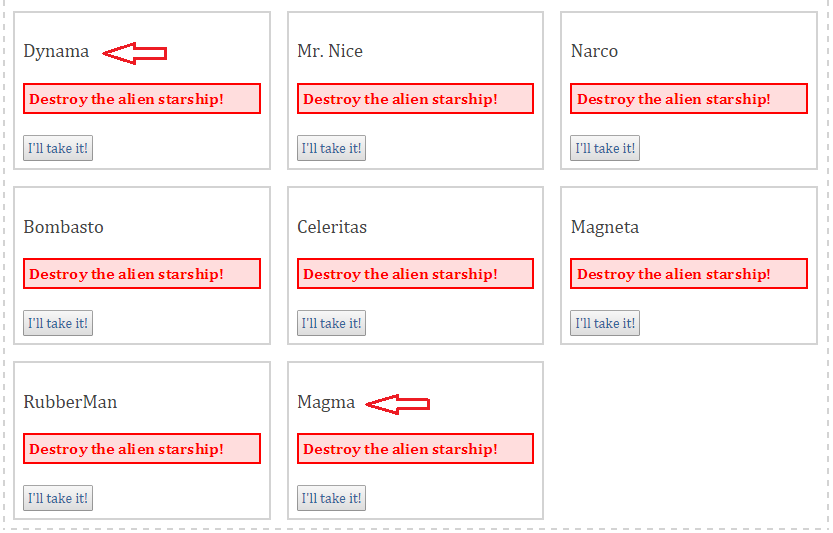 Dynama
Mr. Nice
Narco
Destroy the alien starship!
Destroy the alien starship!
Destroy the alien starship!
I'll take it!
I'll take it!
I'll take it!
Bombasto
Celeritas
Magneta
Destroy the alien starship!
Destroy the alien starship!
Destroy the alien starship!
I'll take it!
I'll take it!
I'll take it!
RubberMan
Magma
Destroy the alien starship!
Destroy the alien starship!
I'll take it!
I'll take it!